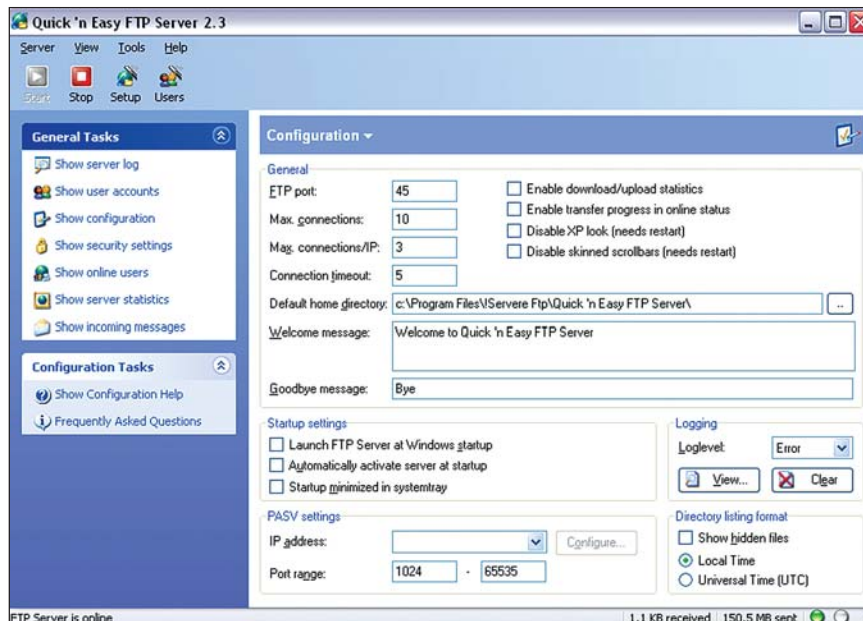 Quick 'n Easy FTP Server 2.3
Server View Tools Help
Start Stop Setup Users
General Tasks
Show server log
Show user accounts
Show configuration
Show security settings
Show online users
Show server statistics
Show incoming messages
Configuration Tasks
Show Configuration Help
Frequently Asked Questions
Configuration
General
FTP port: 45
Max. connections: 10
Max. connections/IP: 3
Connection timeout: 5
Enable download/upload statistics
Enable transfer progress in online status
Disable XP look (needs restart)
Disable skinned scrollbars (needs restart)
Default home directory: c:\Program Files\!Servere Ftp\Quick 'n Easy FTP Server\ ..
Welcome message: Welcome to Quick 'n Easy FTP Server
Goodbye message: Bye
Startup settings
Launch FTP Server at Windows startup
Automatically activate server at startup
Startup minimized in systemtray
Logging
Loglevel: Error
View... Clear
PASV settings
IP address: Configure...
Port range: 1024 - 65535
Directory listing format
Show hidden files
Local Time
Universal Time (UTC)
FTP Server is online 1.1 KB received 150.5 MB sent